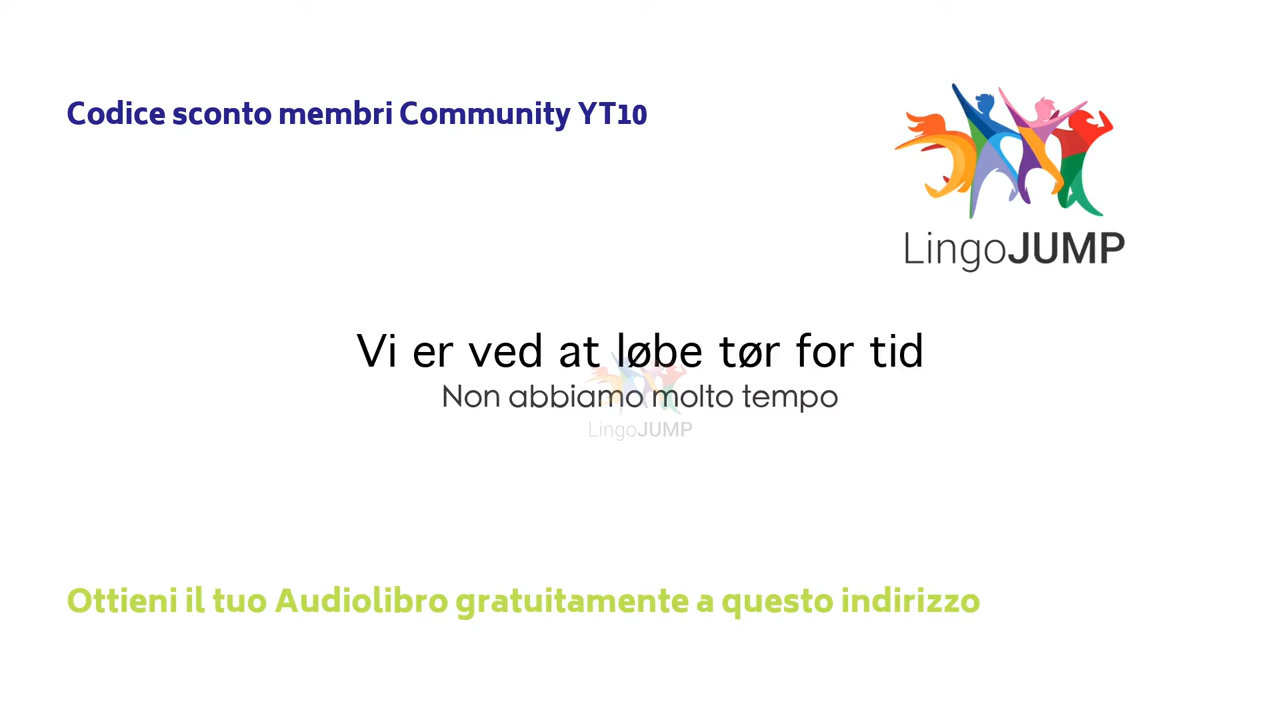 Codice sconto membri Community YT10
LingoJUMP
Vi er ved at løbe tør for tid
Non abbiamo molto tempo
LingoJUMP
Ottieni il tuo Audiolibro gratuitamente a questo indirizzo